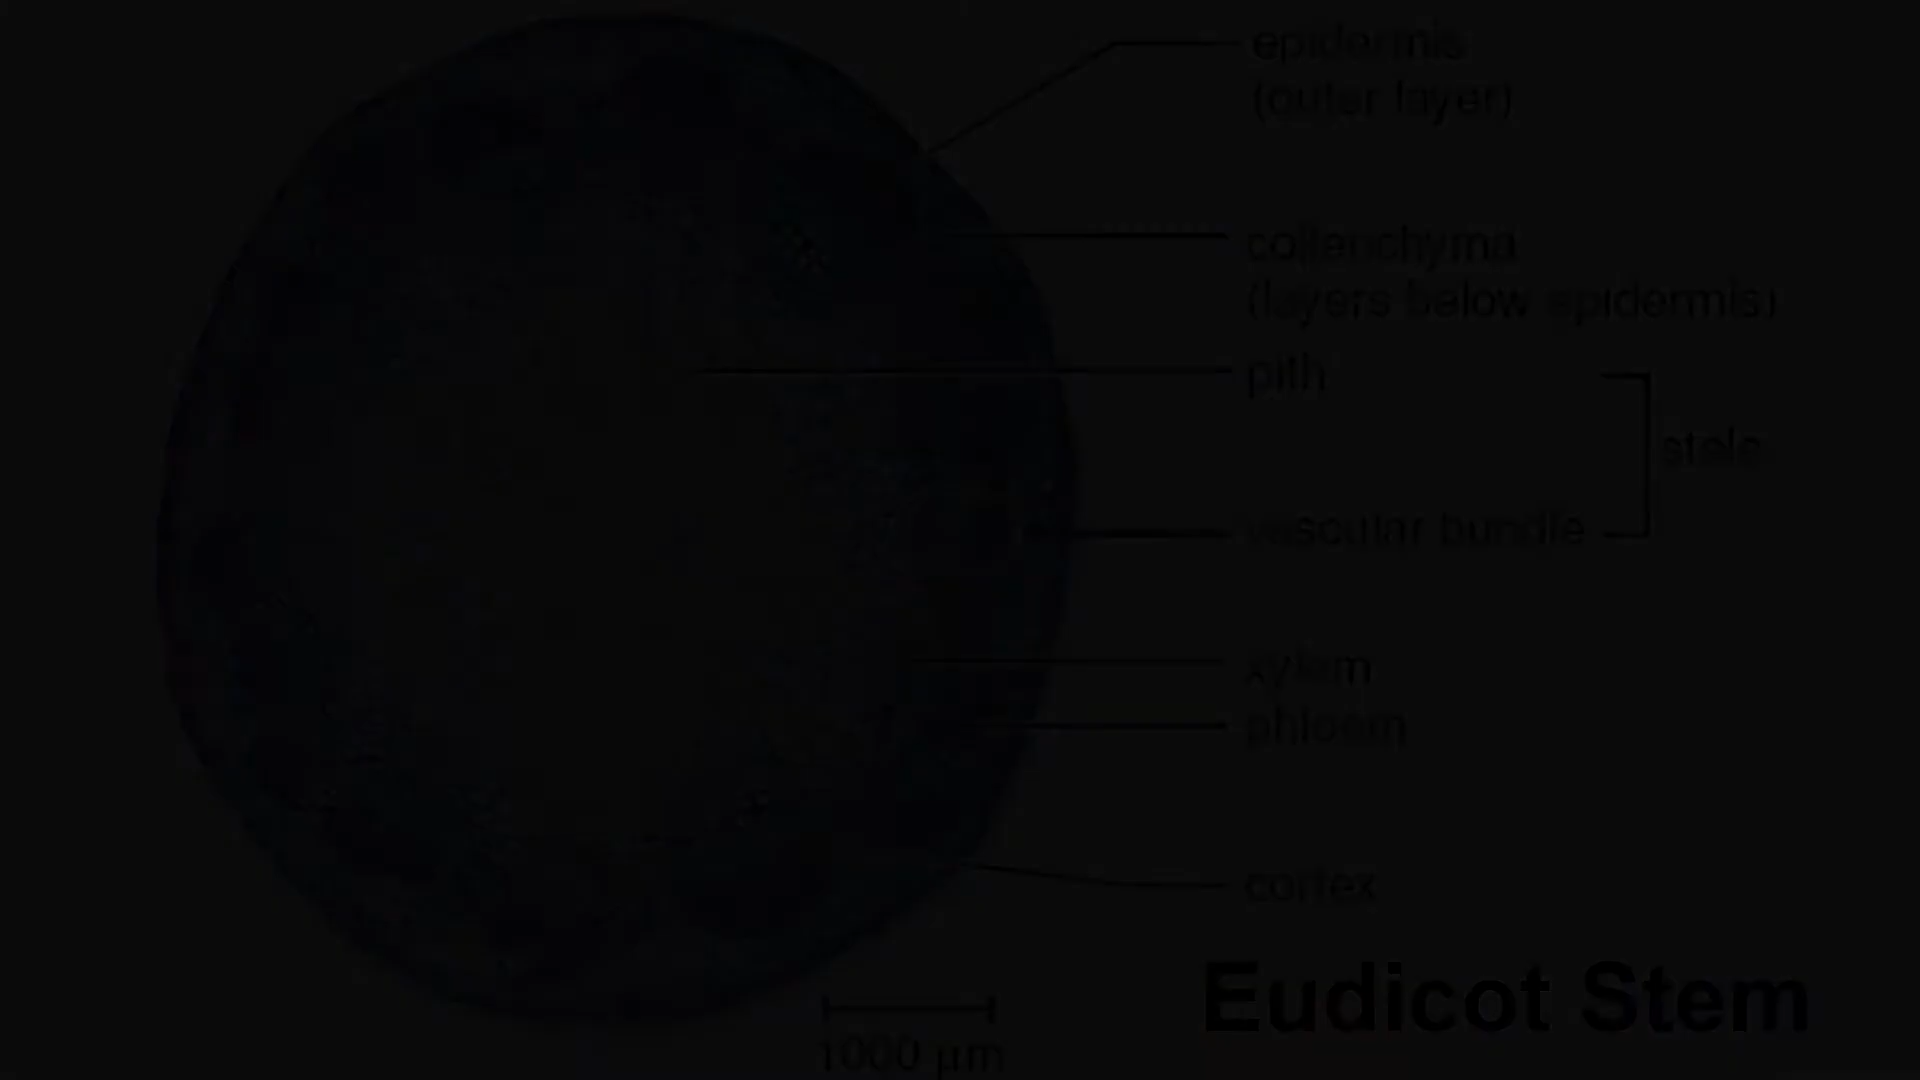 epidermis
(outer layer)
collenchyma
(layers below epidermis)
pith
stele
vascular bundle
xylem
phloem
cortex
Eudicot Stem
1000 µm